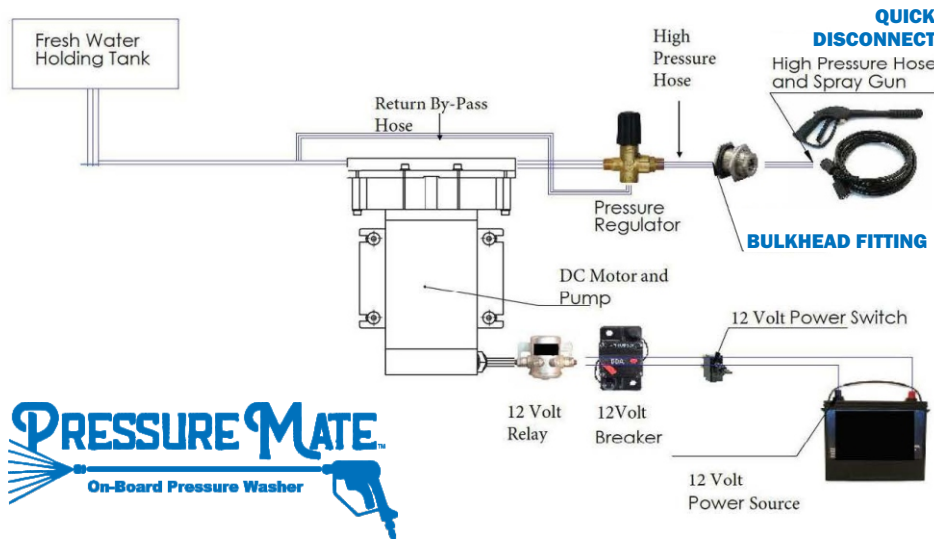 Fresh Water
Holding Tank
Return By-Pass
Hose
High
Pressure
Hose
QUICK
DISCONNECT
High Pressure Hose
and Spray Gun
Pressure
Regulator
BULKHEAD FITTING
DC Motor and
Pump
12 Volt Power Switch
50A
12 Volt
Relay
12Volt
Breaker
12 Volt
Power Source
PRESSURE MATE™
On-Board Pressure Washer